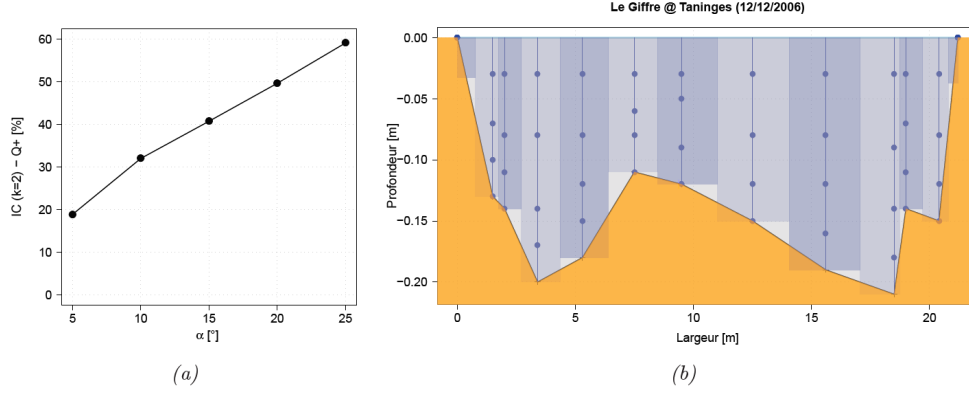 Le Giffre @ Taninges (12/12/2006)
IC (k=2) − Q+ [%]
60
50
40
30
20
10
0
5 10 15 20 25
α [°]
(a)
Profondeur [m]
0.00
−0.05
−0.10
−0.15
−0.20
0 5 10 15 20
Largeur [m]
(b)